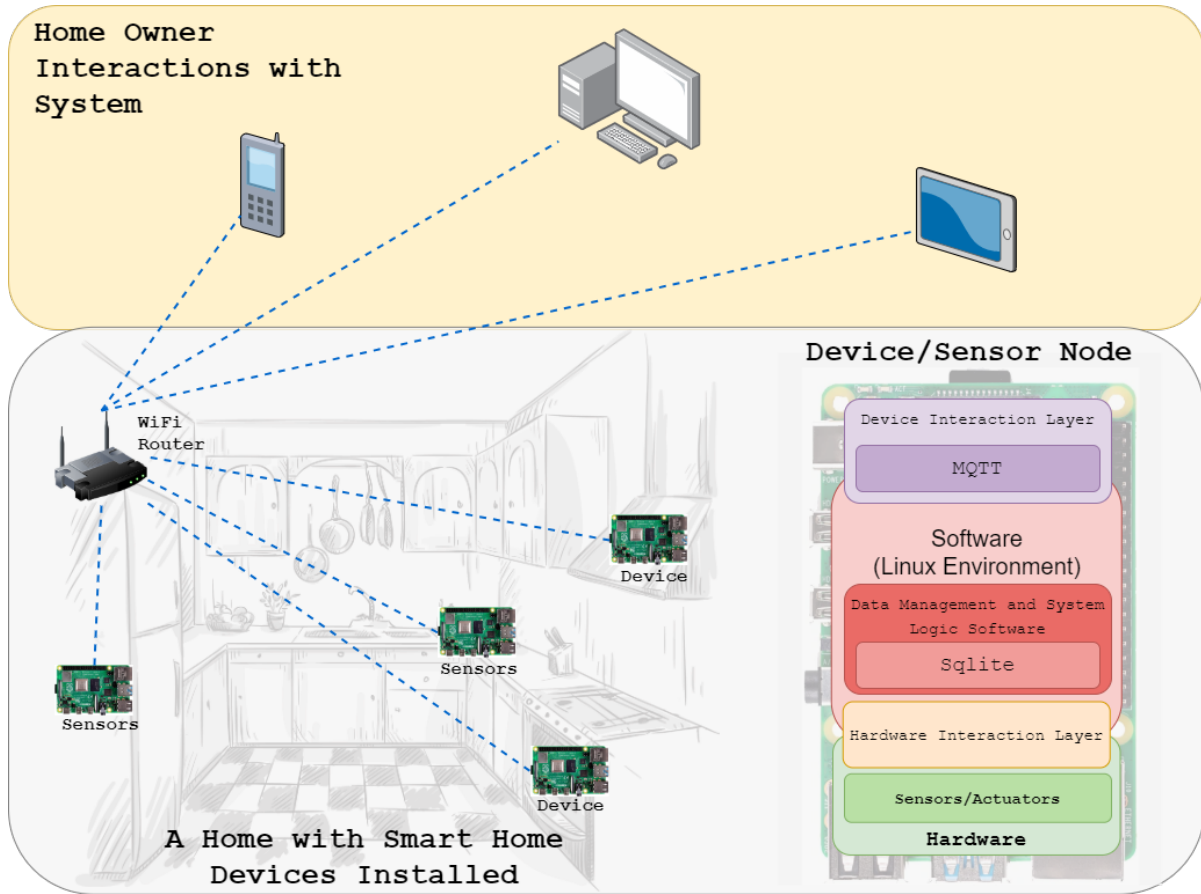 Home Owner
Interactions with
System
WiFi
Router
Device
Sensors
Sensors
Device
A Home with Smart Home
Devices Installed
Device/Sensor Node
Device Interaction Layer
MQTT
Software
(Linux Environment)
Data Management and System
Logic Software
Sqlite
Hardware Interaction Layer
Sensors/Actuators
Hardware